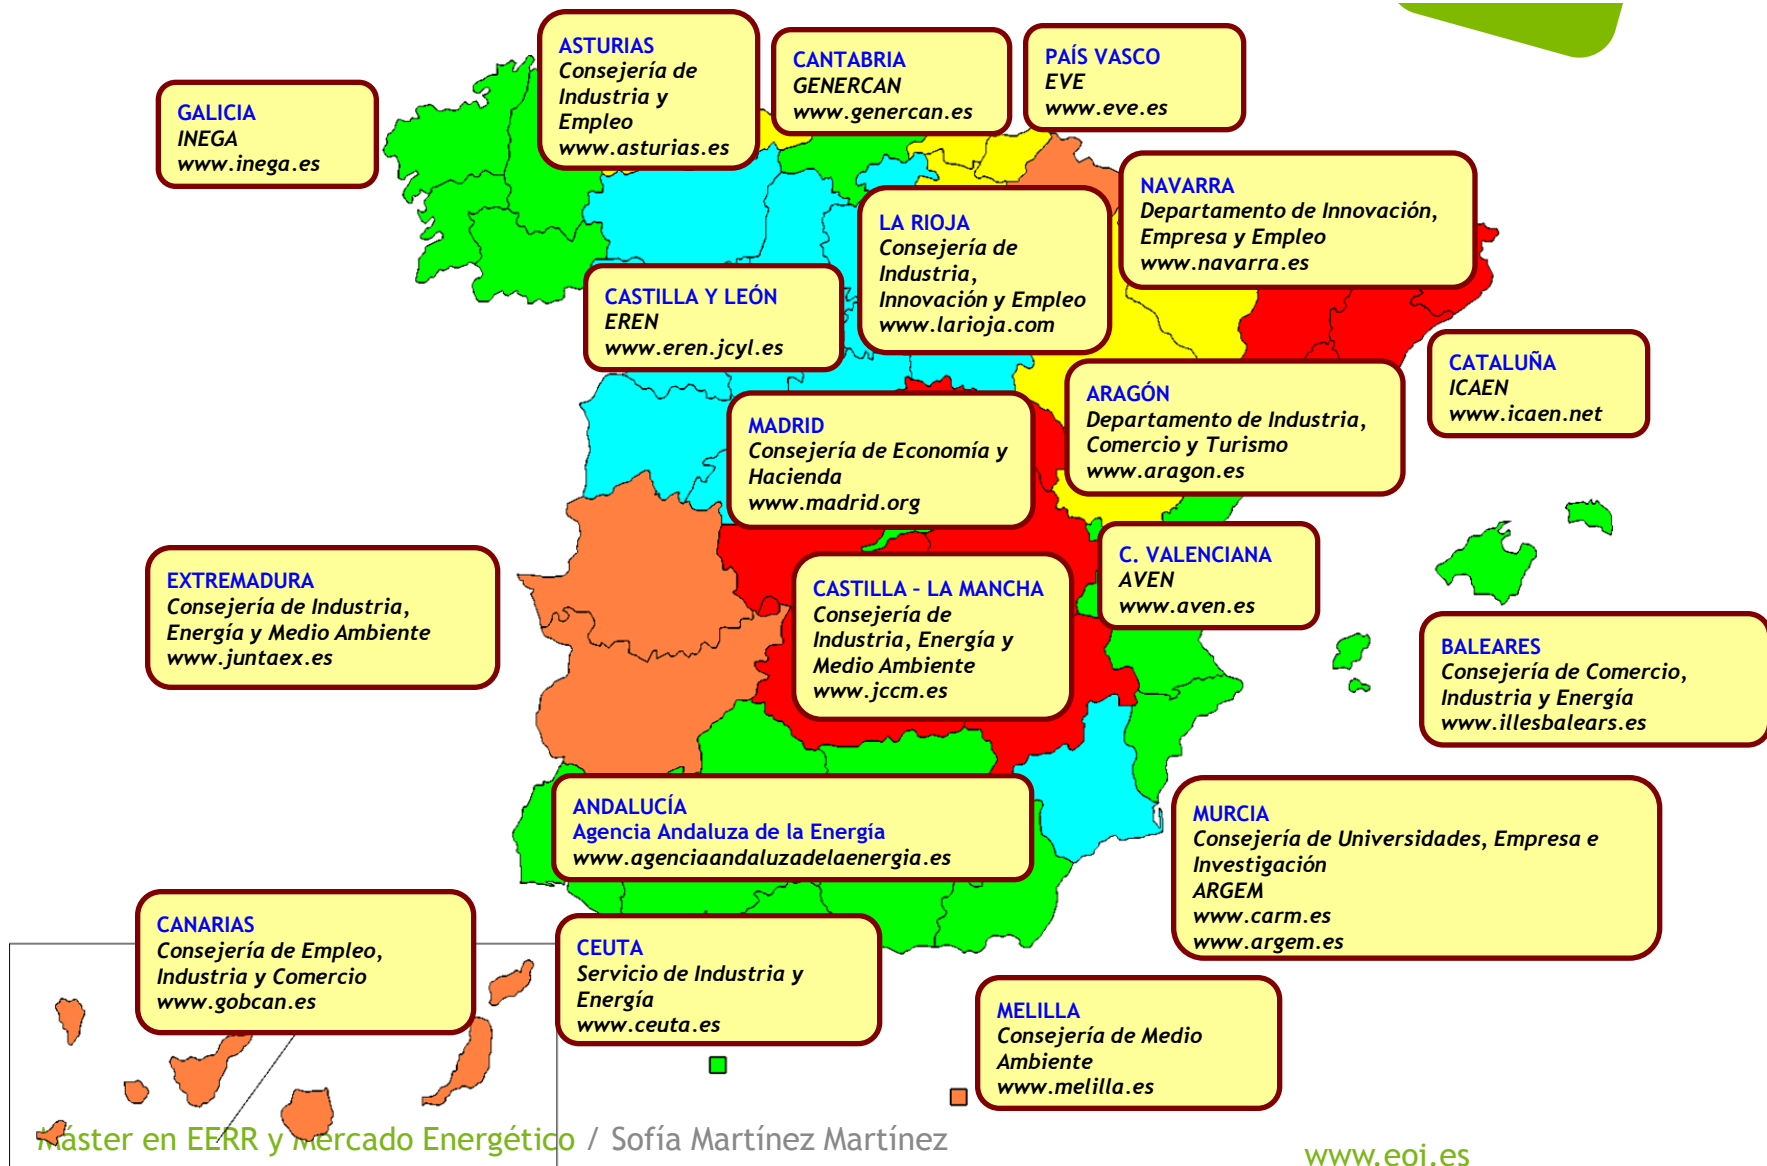 ASTURIAS
Consejería de
Industria y
Empleo
www.asturias.es
CANTABRIA
GENERCAN
www.genercan.es
PAÍS VASCO
EVE
www.eve.es
GALICIA
INEGA
www.inega.es
NAVARRA
Departamento de Innovación,
Empresa y Empleo
www.navarra.es
LA RIOJA
Consejería de
Industria,
Innovación y Empleo
www.larioja.com
CASTILLA Y LEÓN
EREN
www.eren.jcyl.es
CATALUÑA
ICAEN
www.icaen.net
ARAGÓN
Departamento de Industria,
Comercio y Turismo
www.aragon.es
MADRID
Consejería de Economía y
Hacienda
www.madrid.org
C. VALENCIANA
AVEN
www.aven.es
EXTREMADURA
Consejería de Industria,
Energía y Medio Ambiente
www.juntaex.es
CASTILLA – LA MANCHA
Consejería de
Industria, Energía y
Medio Ambiente
www.jccm.es
BALEARES
Consejería de Comercio,
Industria y Energía
www.illesbalears.es
ANDALUCÍA
Agencia Andaluza de la Energía
www.agenciaandaluzadelaenergia.es
MURCIA
Consejería de Universidades, Empresa e
Investigación
ARGEM
www.carm.es
www.argem.es
CANARIAS
Consejería de Empleo,
Industria y Comercio
www.gobcan.es
CEUTA
Servicio de Industria y
Energía
www.ceuta.es
MELILLA
Consejería de Medio
Ambiente
www.melilla.es
Máster en EERR y Mercado Energético / Sofía Martínez Martínez
www.eoi.es